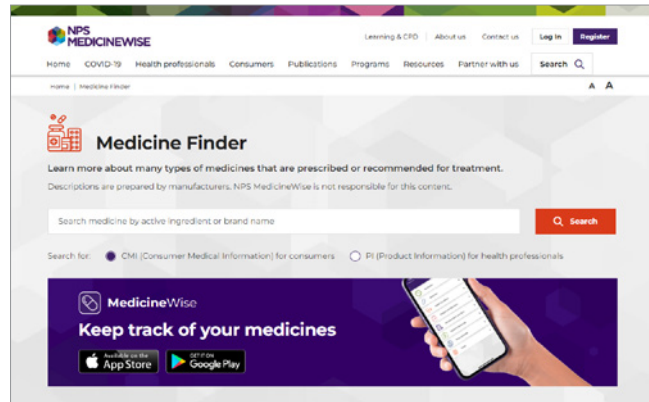 NPS
MEDICINEWISE
Learning & CPD About us Contact us Log In Register
Home COVID-19 Health professionals Consumers Publications Programs Resources Partner with us Search
Home | Medicine Finder A A
Medicine Finder
Learn more about many types of medicines that are prescribed or recommended for treatment.
Descriptions are prepared by manufacturers. NPS MedicineWise is not responsible for this content.
Search medicine by active ingredient or brand name Search
Search for: CMI (Consumer Medical Information) for consumers PI (Product Information) for health professionals
MedicineWise
Keep track of your medicines
Available on the App Store GET IT ON Google Play